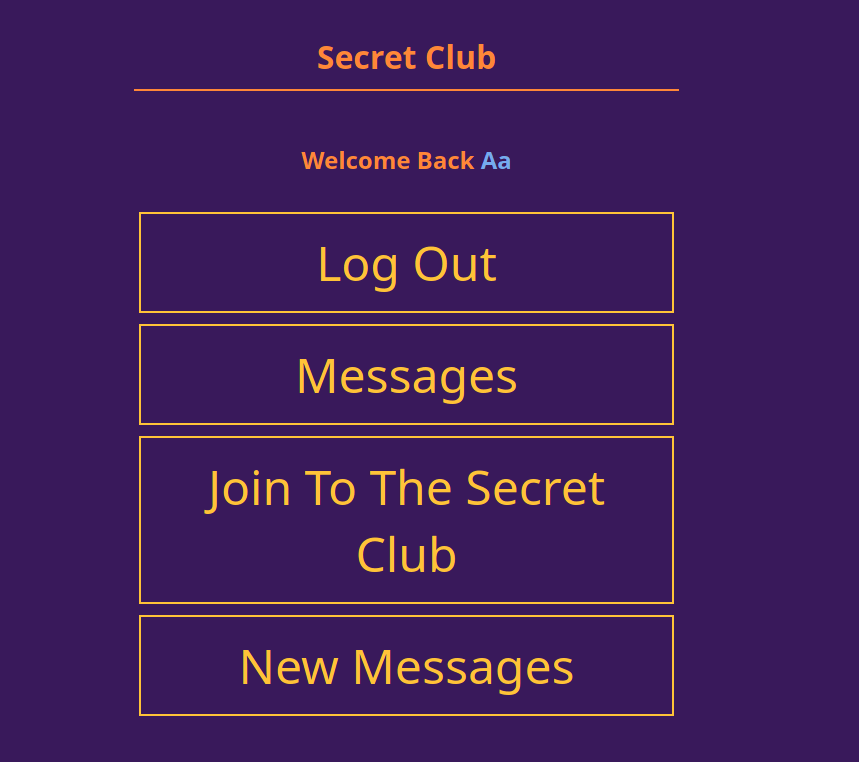 Secret Club
Welcome Back Aa
Log Out
Messages
Join To The Secret
Club
New Messages